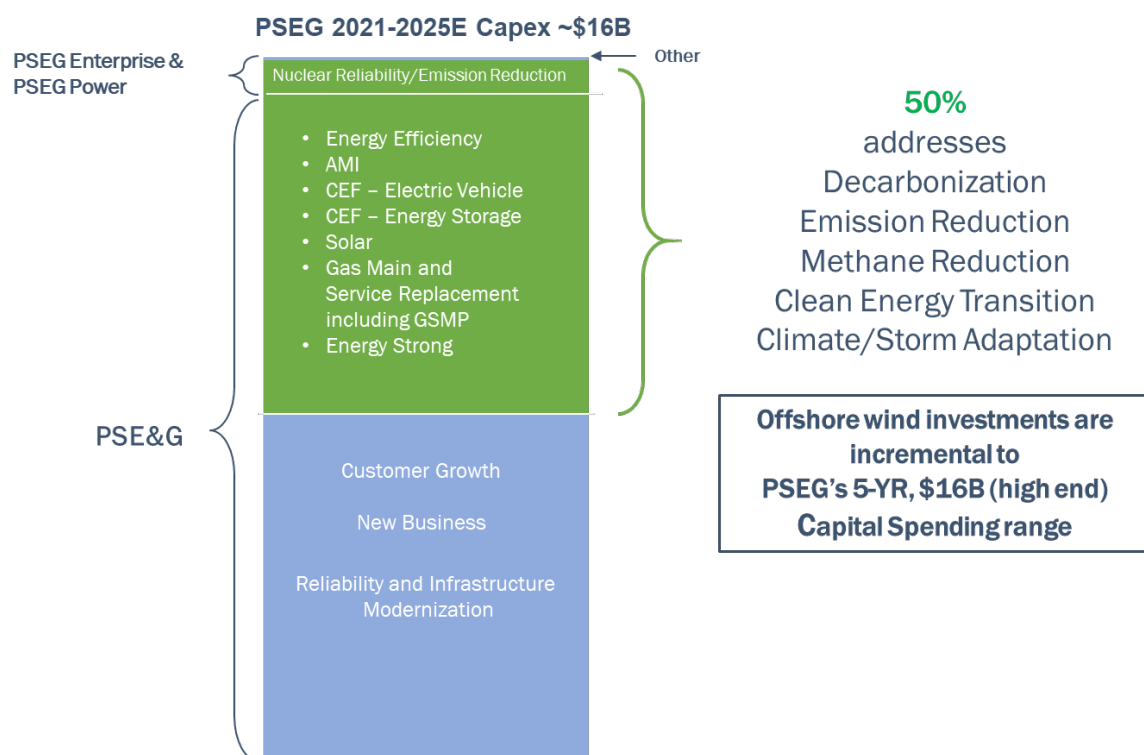 PSEG 2021-2025E Capex ~$16B
PSEG Enterprise &
PSEG Power
Other
Nuclear Reliability/Emission Reduction
• Energy Efficiency
• AMI
• CEF – Electric Vehicle
• CEF – Energy Storage
• Solar
• Gas Main and
Service Replacement
including GSMP
• Energy Strong
PSE&G
Customer Growth
New Business
Reliability and Infrastructure
Modernization
50%
addresses
Decarbonization
Emission Reduction
Methane Reduction
Clean Energy Transition
Climate/Storm Adaptation
Offshore wind investments are
incremental to
PSEG's 5-YR, $16B (high end)
Capital Spending range